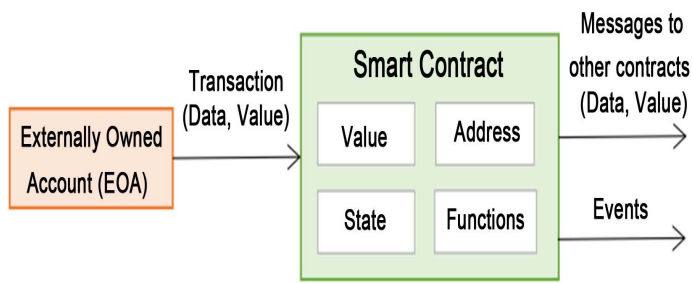 Externally Owned
Account (EOA)
Transaction
(Data, Value)
Smart Contract
Value
Address
State
Functions
Messages to
other contracts
(Data, Value)
Events